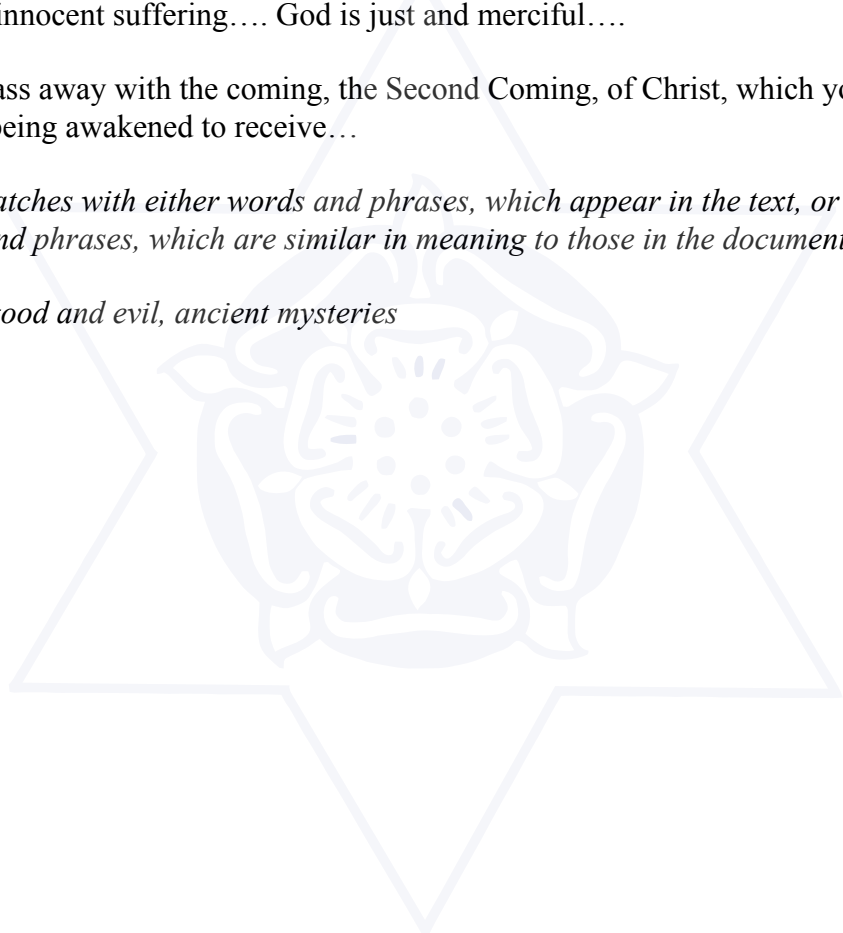 innocent suffering…. God is just and merciful….
ass away with the coming, the Second Coming, of Christ, which yo
being awakened to receive…
atches with either words and phrases, which appear in the text, or
nd phrases, which are similar in meaning to those in the document
ood and evil, ancient mysteries